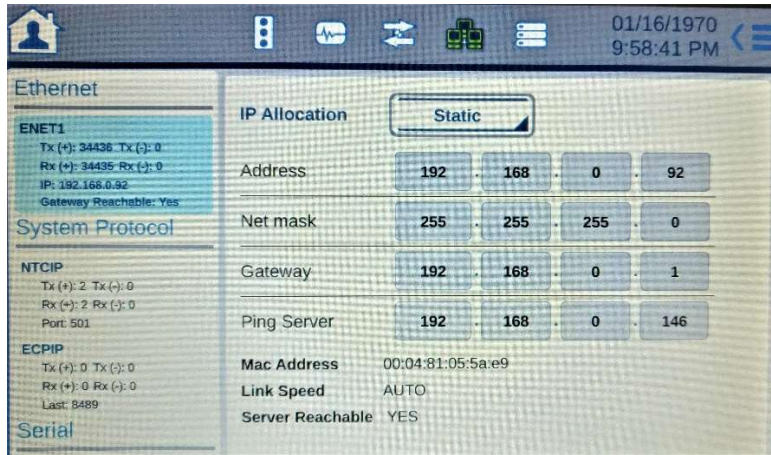 01/16/1970
9:58:41 PM
Ethernet
ENET1
Tx (+): 34436 Tx (-): 0
Rx (+): 34435 Rx (-): 0
IP: 192.168.0.92
Gateway Reachable: Yes
System Protocol
NTCIP
Tx (+): 2 Tx (-): 0
Rx (+): 2 Rx (-): 0
Port: 501
ECPIP
Tx (+): 0 Tx (-): 0
Rx (+): 0 Rx (-): 0
Last: 8489
Serial
IP Allocation Static
Address 192 . 168 . 0 . 92
Net mask 255 . 255 . 255 . 0
Gateway 192 . 168 . 0 . 1
Ping Server 192 . 168 . 0 . 146
Mac Address 00:04:81:05:5a:e9
Link Speed AUTO
Server Reachable YES